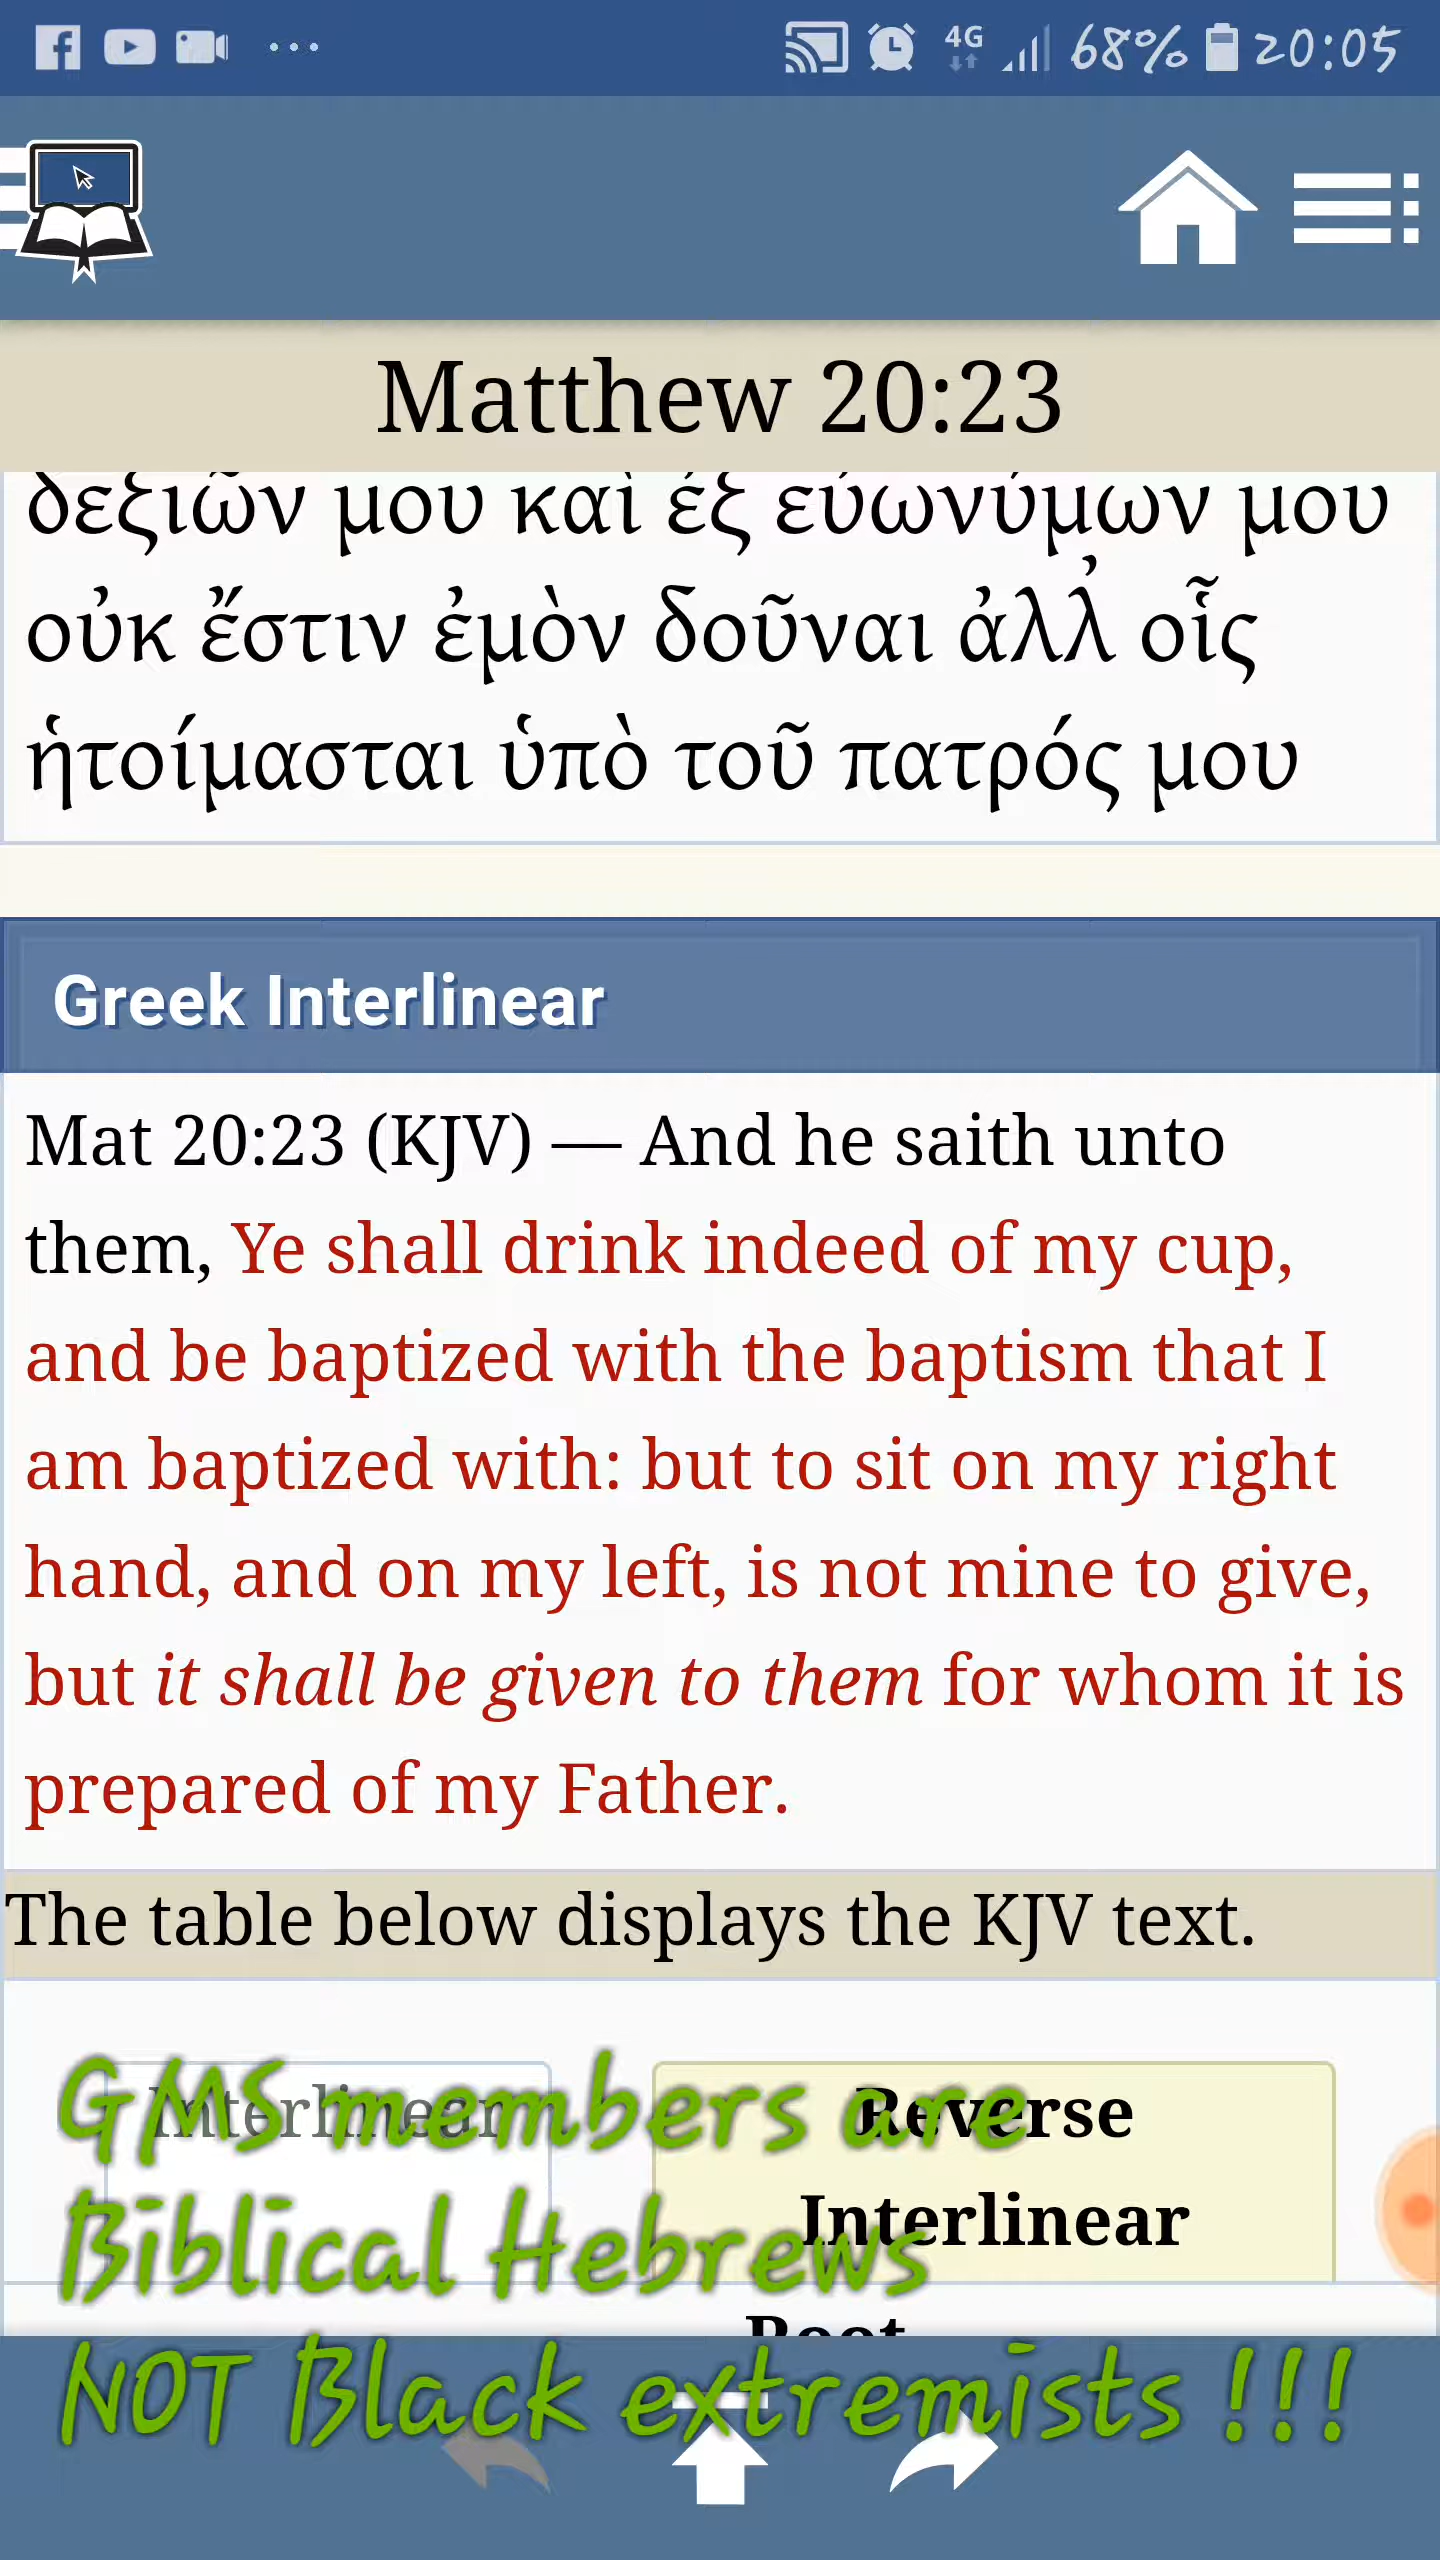 4G 68% 20:05
Matthew 20:23
δεξιῶν μου καὶ ἐξ εὐωνύμων μου
οὐκ ἔστιν ἐμὸν δοῦναι ἀλλ̓ οἷς
ἡτοίμασται ὑπὸ τοῦ πατρός μου
Greek Interlinear
Mat 20:23 (KJV) — And he saith unto
them, Ye shall drink indeed of my cup,
and be baptized with the baptism that I
am baptized with: but to sit on my right
hand, and on my left, is not mine to give,
but it shall be given to them for whom it is
prepared of my Father.
The table below displays the KJV text.
Interlinear
Reverse
Interlinear
Root
GMS members are
Biblical Hebrews
NOT Black extremists !!!